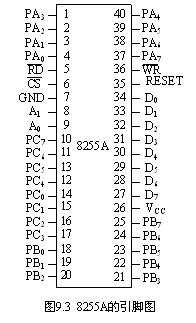 PA₃ 1 40 PA₄
PA₂ 2 39 PA₅
PA₁ 3 38 PA₆
PA₀ 4 37 PA₇
R̅D̅ 5 36 W̅R̅
C̅S̅ 6 35 RESET
GND 7 34 D₀
A₁ 8 33 D₁
A₀ 9 32 D₂
PC₇ 10 8255A 31 D₃
PC₆ 11 30 D₄
PC₅ 12 29 D₅
PC₄ 13 28 D₆
PC₀ 14 27 D₇
PC₁ 15 26 Vcc
PC₂ 16 25 PB₇
PC₃ 17 24 PB₆
PB₀ 18 23 PB₅
PB₁ 19 22 PB₄
PB₂ 20 21 PB₃
图9.3 8255A的引脚图